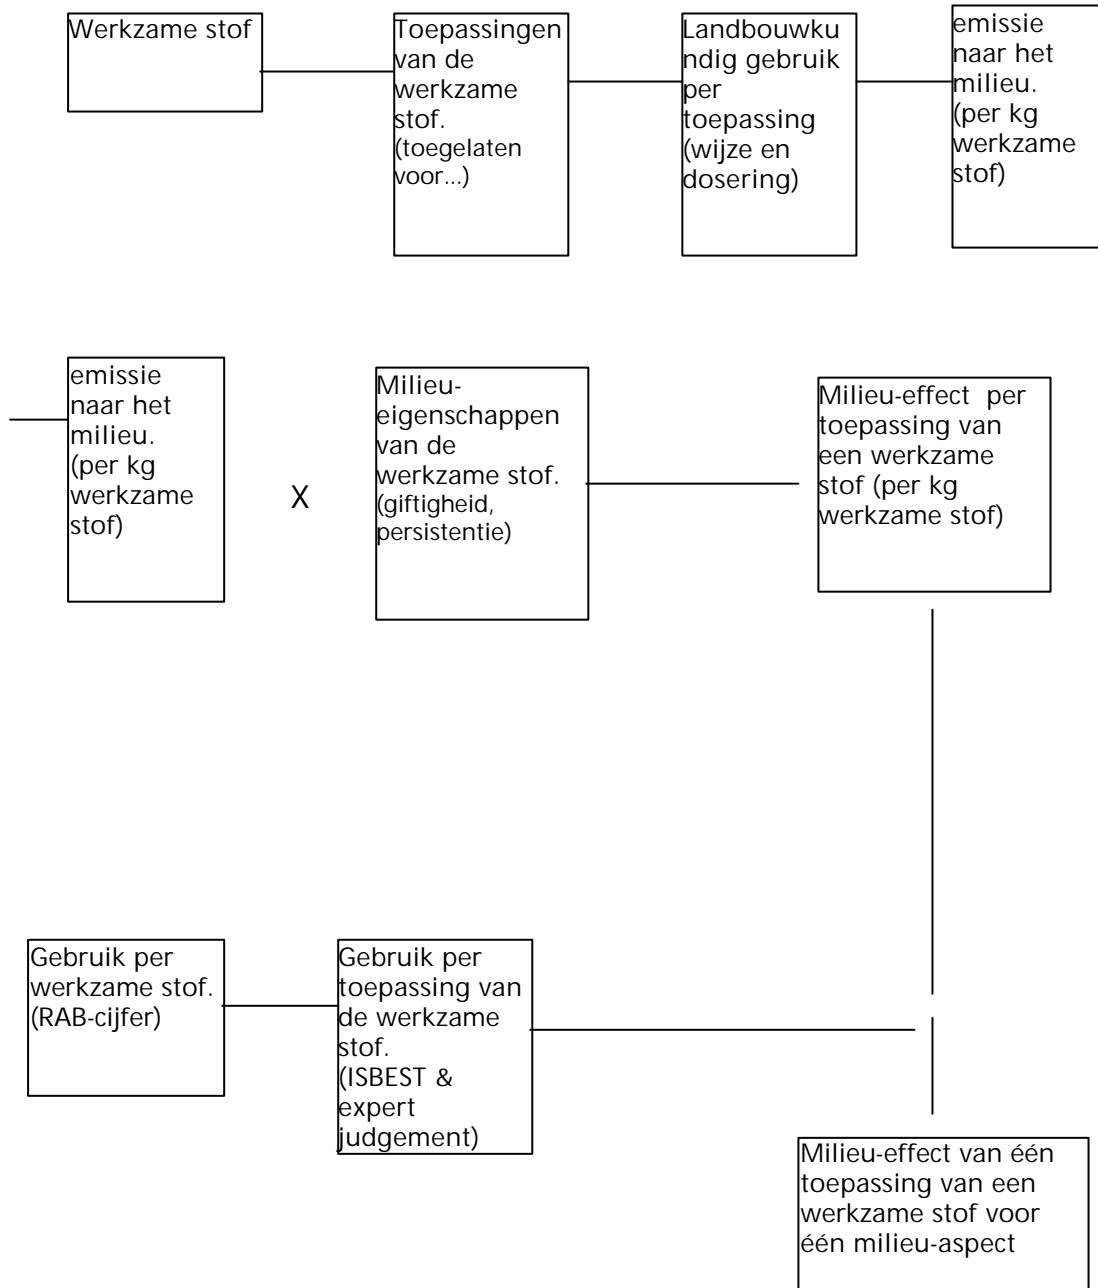 Werkzame stof
Toepassingen
van de
werkzame
stof.
(toegelaten
voor...)
Landbouwku
ndig gebruik
per
toepassing
(wijze en
dosering)
emissie
naar het
milieu.
(per kg
werkzame
stof)
emissie
naar het
milieu.
(per kg
werkzame
stof)
X
Milieu-
eigenschappen
van de
werkzame stof.
(giftigheid,
persistentie)
Milieu-effect per
toepassing van
een werkzame
stof (per kg
werkzame stof)
Gebruik per
werkzame stof.
(RAB-cijfer)
Gebruik per
toepassing van
de werkzame
stof.
(ISBEST &
expert
judgement)
Milieu-effect van één
toepassing van een
werkzame stof voor
één milieu-aspect